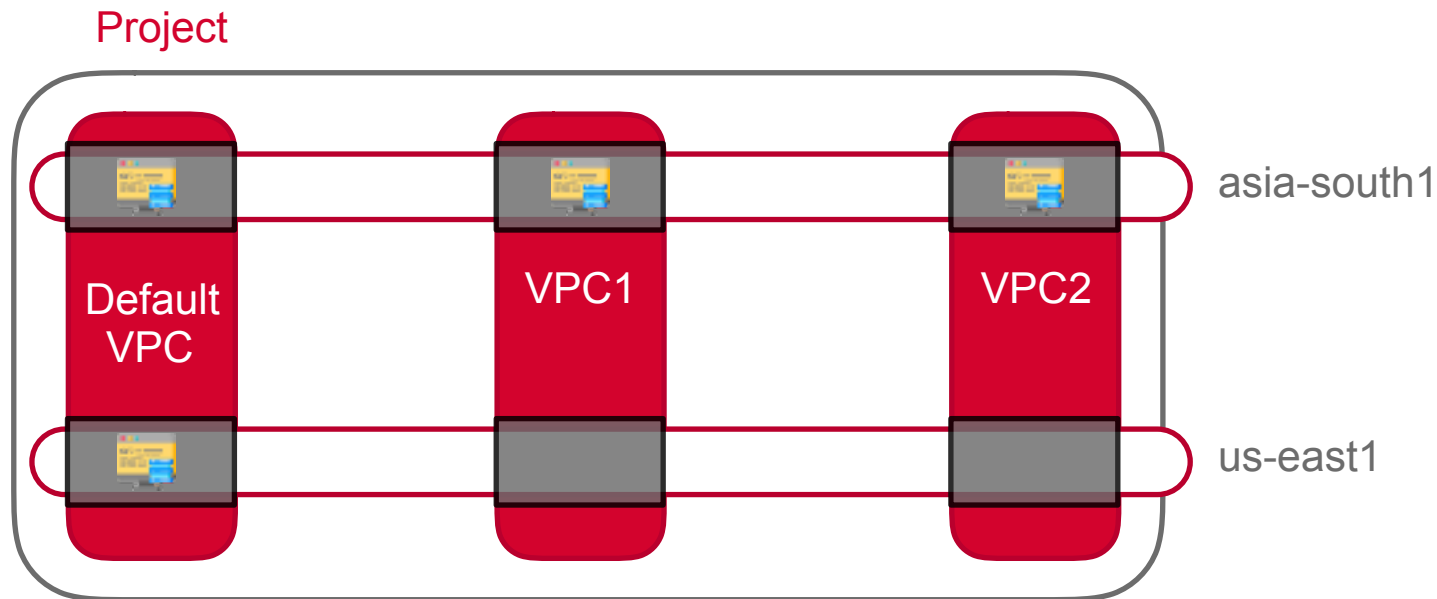 Project
asia-south1
Default
VPC
VPC1
VPC2
us-east1